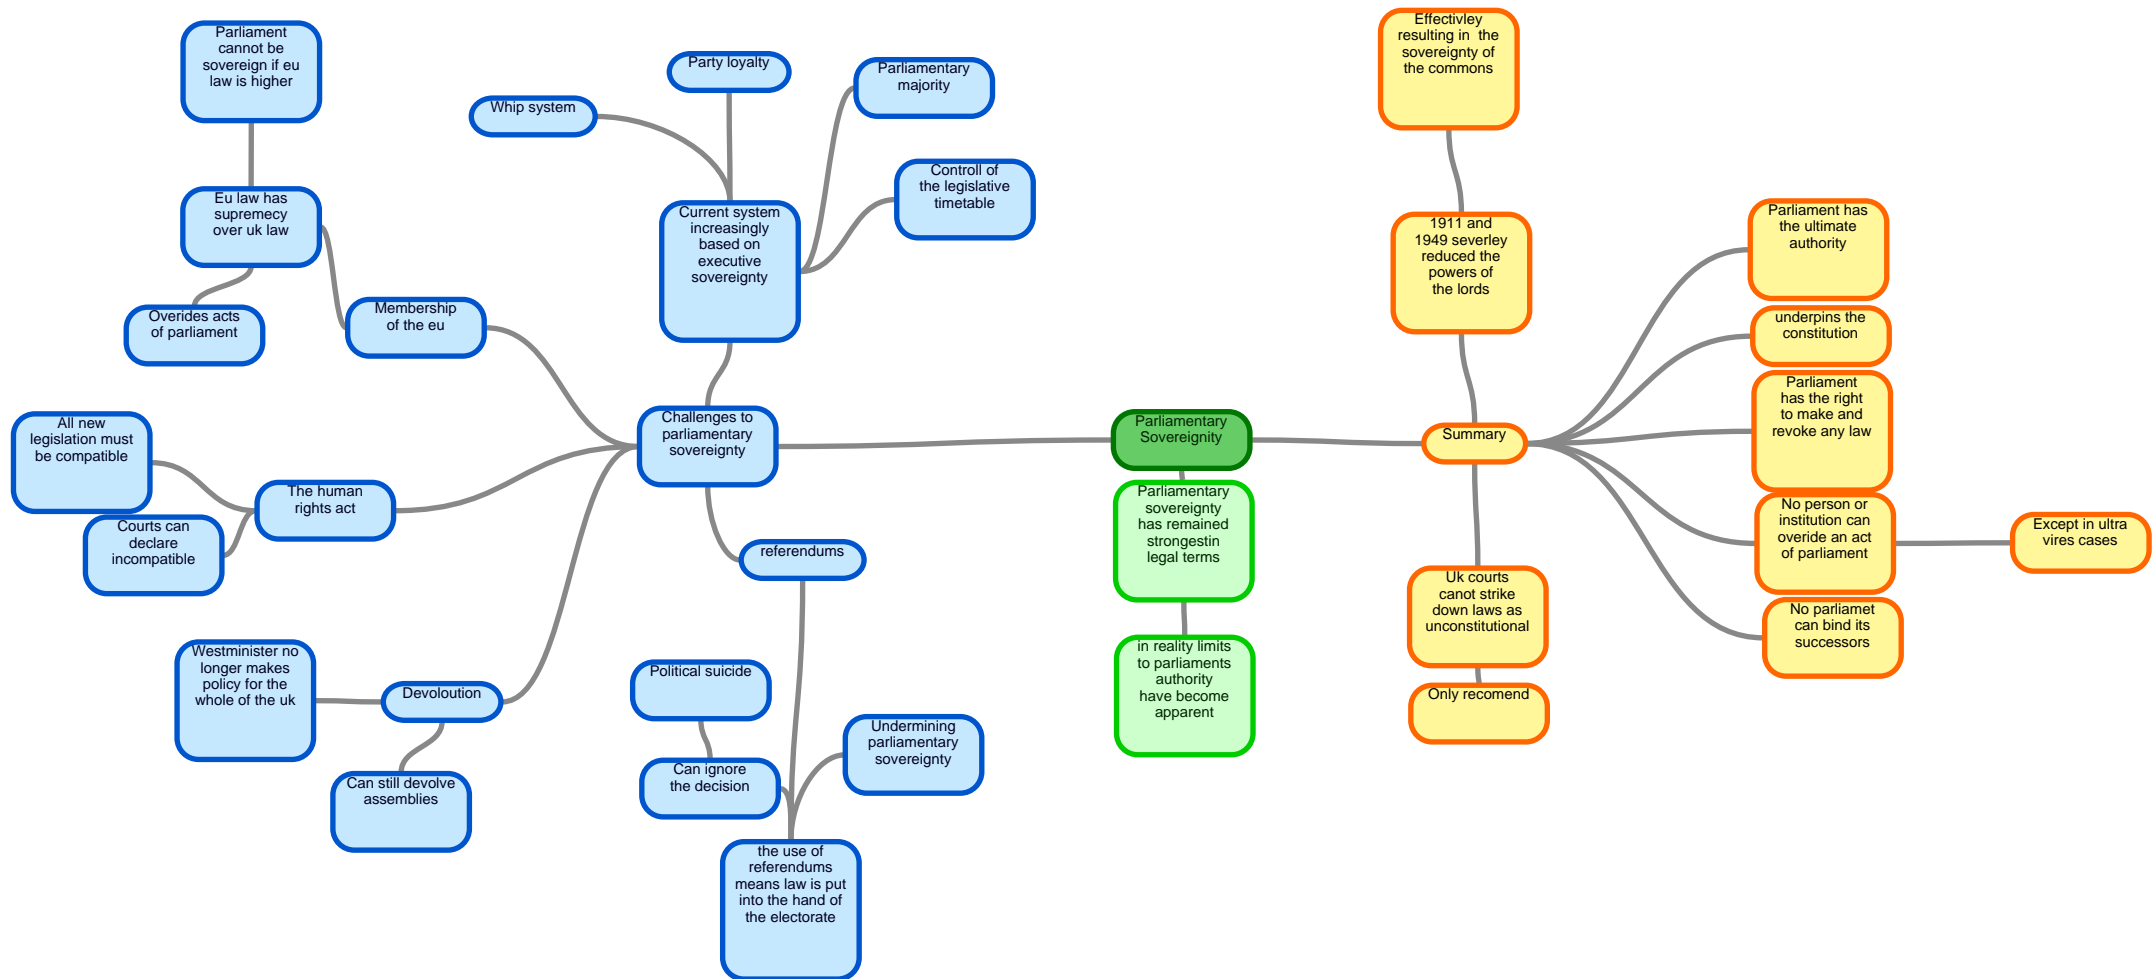 Parliament
cannot be
sovereign if eu
law is higher
Eu law has
supremecy
over uk law
Overides acts
of parliament
Membership
of the eu
Whip system
Party loyalty
Parliamentary
majority
Controll of
the legislative
timetable
Current system
increasingly
based on
executive
sovereignty
Challenges to
parliamentary
sovereignty
All new
legislation must
be compatible
Courts can
declare
incompatible
The human
rights act
Westminister no
longer makes
policy for the
whole of the uk
Devoloution
Can still devolve
assemblies
referendums
Political suicide
Can ignore
the decision
Undermining
parliamentary
sovereignty
the use of
referendums
means law is put
into the hand of
the electorate
Parliamentary
Sovereignity
Parliamentary
sovereignty
has remained
strongestin
legal terms
in reality limits
to parliaments
authority
have become
apparent
Effectivley
resulting in  the
sovereignty of
the commons
1911 and
1949 severley
reduced the
powers of
the lords
Summary
Uk courts
canot strike
down laws as
unconstitutional
Only recomend
Parliament has
the ultimate
authority
underpins the
constitution
Parliament
has the right
to make and
revoke any law
No person or
institution can
overide an act
of parliament
Except in ultra
vires cases
No parliamet
can bind its
successors